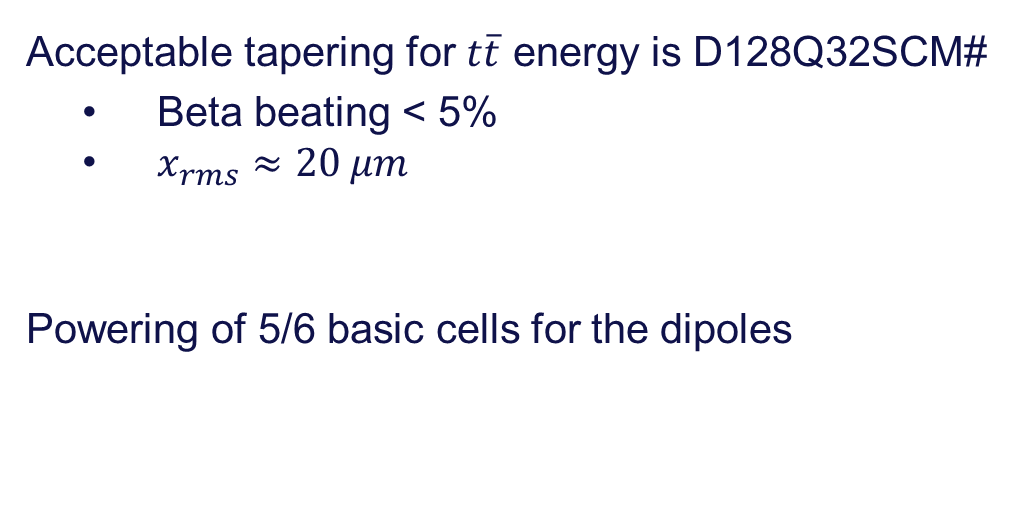 Acceptable tapering for 𝑡𝑡̅ energy is D128Q32SCM#
• Beta beating < 5%
• 𝑥𝑟𝑚𝑠 ≈ 20 𝜇𝑚
Powering of 5/6 basic cells for the dipoles